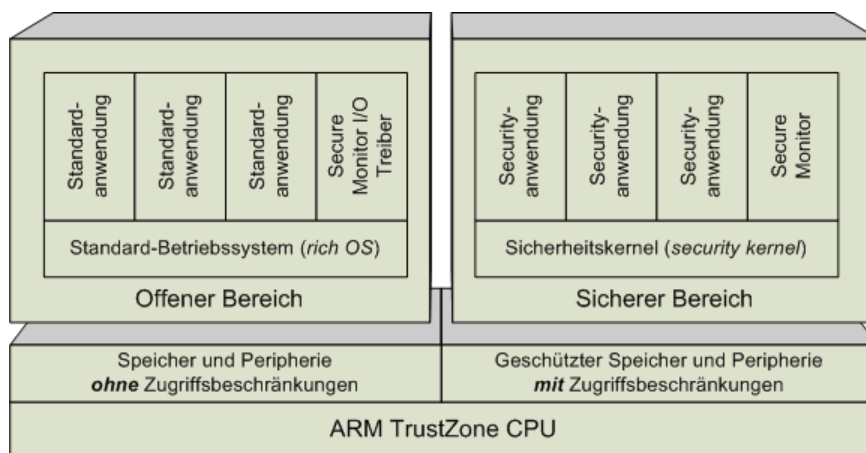 Standard-
anwendung
Standard-
anwendung
Standard-
anwendung
Secure
Monitor I/O
Treiber
Standard-Betriebssystem (rich OS)
Offener Bereich
Security-
anwendung
Security-
anwendung
Security-
anwendung
Secure
Monitor
Sicherheitskernel (security kernel)
Sicherer Bereich
Speicher und Peripherie
ohne Zugriffsbeschränkungen
Geschützter Speicher und Peripherie
mit Zugriffsbeschränkungen
ARM TrustZone CPU